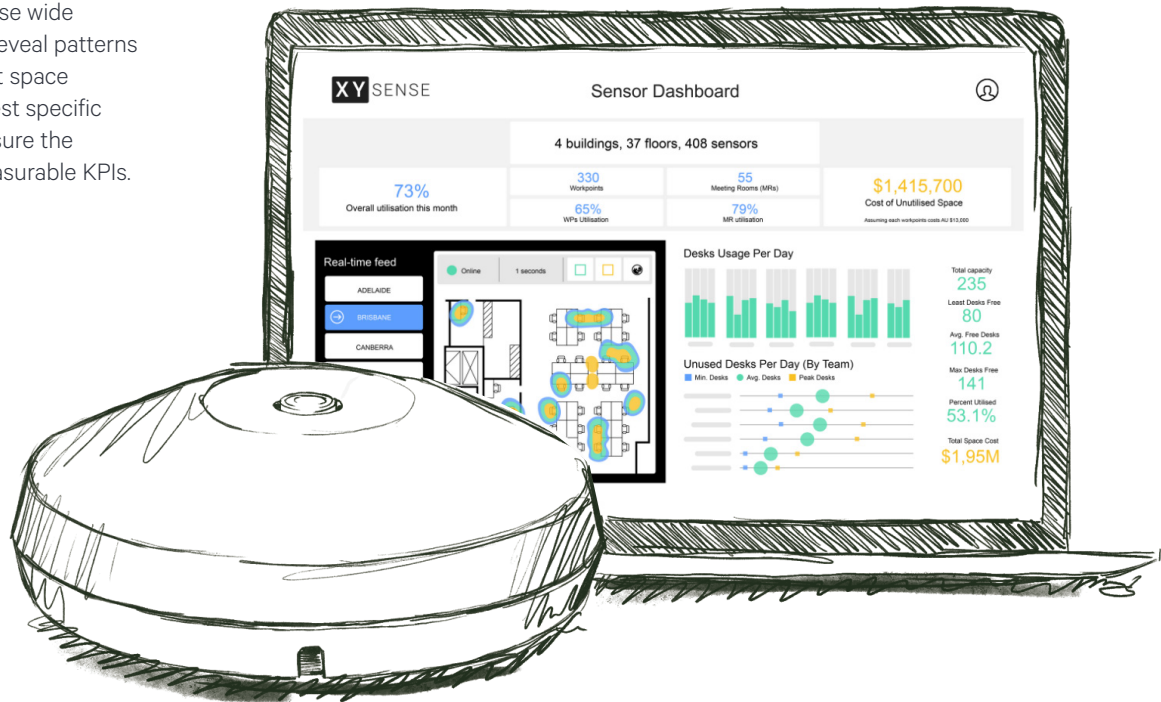 se wide
eveal patterns
t space
est specific
sure the
asurable KPIs.
XY SENSE
Sensor Dashboard
4 buildings, 37 floors, 408 sensors
73%
Overall utilisation this month
330
Workpoints
55
Meeting Rooms (MRs)
65%
WPs Utilisation
79%
MR utilisation
$1,415,700
Cost of Unutilised Space
Assuming each workpoints costs AU $13,000
Real-time feed
ADELAIDE
BRISBANE
CANBERRA
Online
1 seconds
Desks Usage Per Day
Unused Desks Per Day (By Team)
Min. Desks Avg. Desks Peak Desks
Total capacity
235
Least Desks Free
80
Avg. Free Desks
110.2
Max Desks Free
141
Percent Utilised
53.1%
Total Space Cost
$1,95M